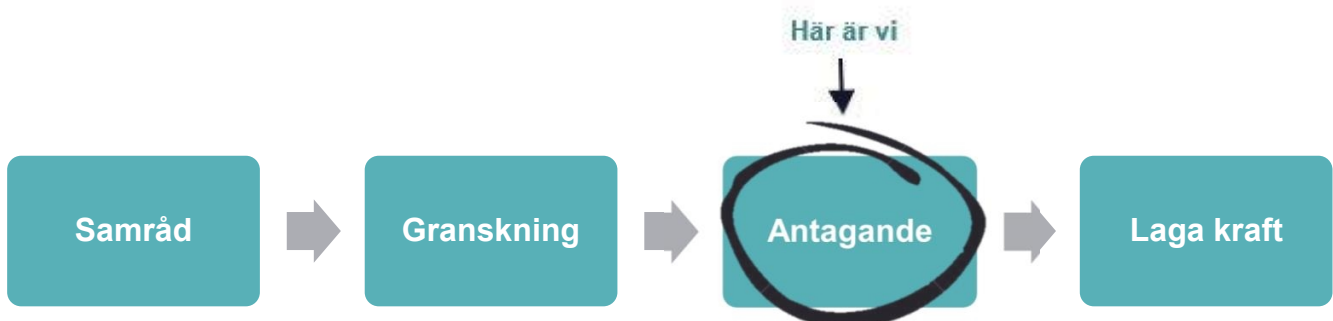 Här är vi
Samråd
Granskning
Antagande
Laga kraft